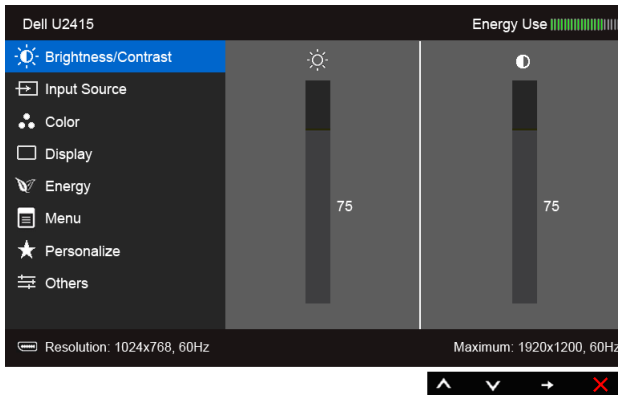 Dell U2415
Energy Use
Brightness/Contrast
Input Source
Color
Display
Energy
Menu
Personalize
Others
75
75
Resolution: 1024x768, 60Hz
Maximum: 1920x1200, 60Hz